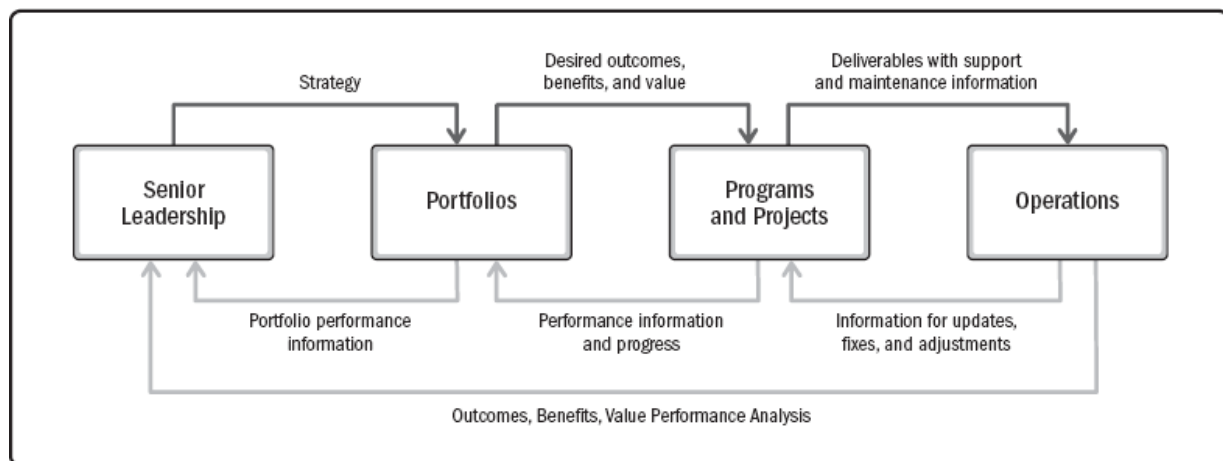 Strategy
Desired outcomes,
benefits, and value
Deliverables with support
and maintenance information
Senior
Leadership
Portfolios
Programs
and Projects
Operations
Portfolio performance
information
Performance information
and progress
Information for updates,
fixes, and adjustments
Outcomes, Benefits, Value Performance Analysis